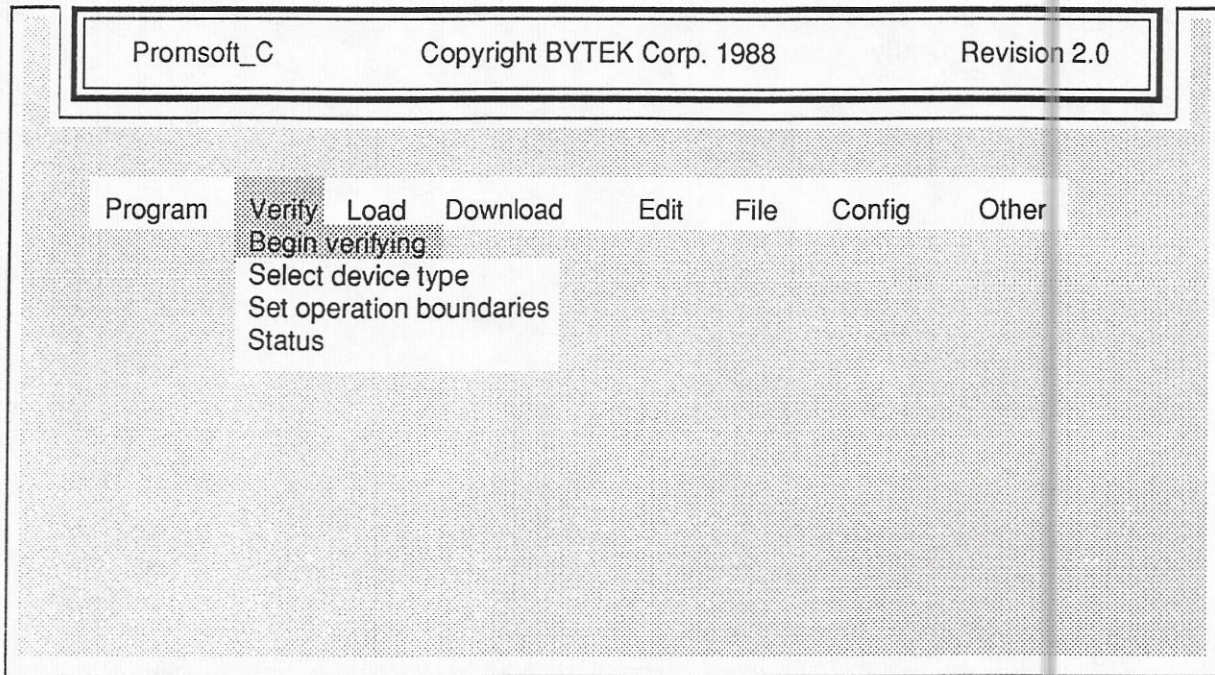 Promsoft_C Copyright BYTEK Corp. 1988 Revision 2.0
Program Verify Load Download Edit File Config Other
Begin verifying
Select device type
Set operation boundaries
Status